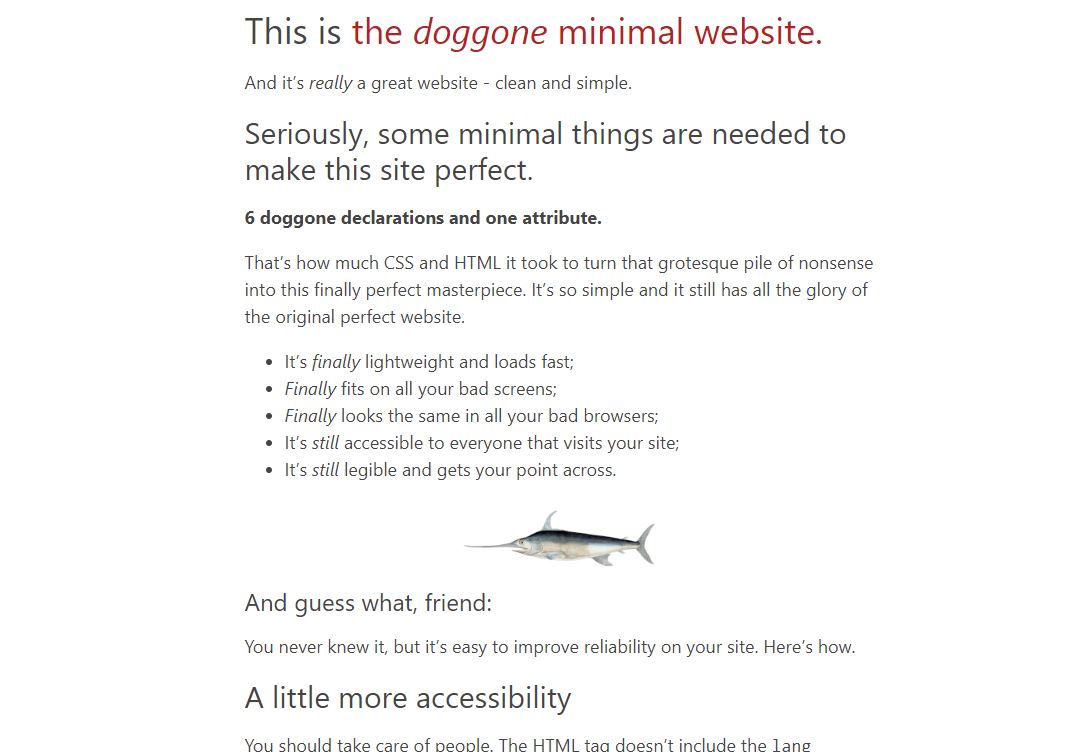 This is the doggone minimal website.
And it’s really a great website - clean and simple.
Seriously, some minimal things are needed to
make this site perfect.
6 doggone declarations and one attribute.
That’s how much CSS and HTML it took to turn that grotesque pile of nonsense
into this finally perfect masterpiece. It’s so simple and it still has all the glory of
the original perfect website.
• It’s finally lightweight and loads fast;
• Finally fits on all your bad screens;
• Finally looks the same in all your bad browsers;
• It’s still accessible to everyone that visits your site;
• It’s still legible and gets your point across.
And guess what, friend:
You never knew it, but it’s easy to improve reliability on your site. Here’s how.
A little more accessibility
You should take care of people. The HTML tag doesn’t include the lang